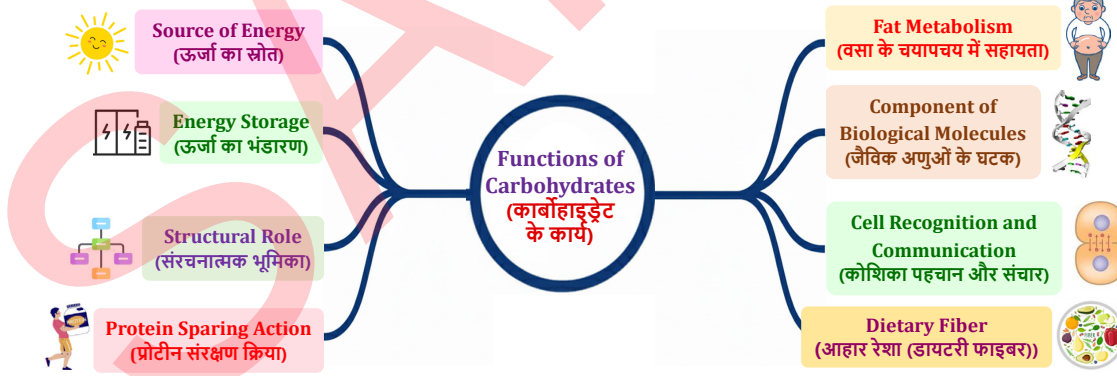 Source of Energy
(ऊर्जा का स्रोत)
Energy Storage
(ऊर्जा का भंडारण)
Structural Role
(संरचनात्मक भूमिका)
Protein Sparing Action
(प्रोटीन संरक्षण क्रिया)
Functions of
Carbohydrates
(कार्बोहाइड्रेट
के कार्य)
Fat Metabolism
(वसा के चयापचय में सहायता)
Component of
Biological Molecules
(जैविक अणुओं के घटक)
Cell Recognition and
Communication
(कोशिका पहचान और संचार)
Dietary Fiber
(आहार रेशा (डायटरी फाइबर))